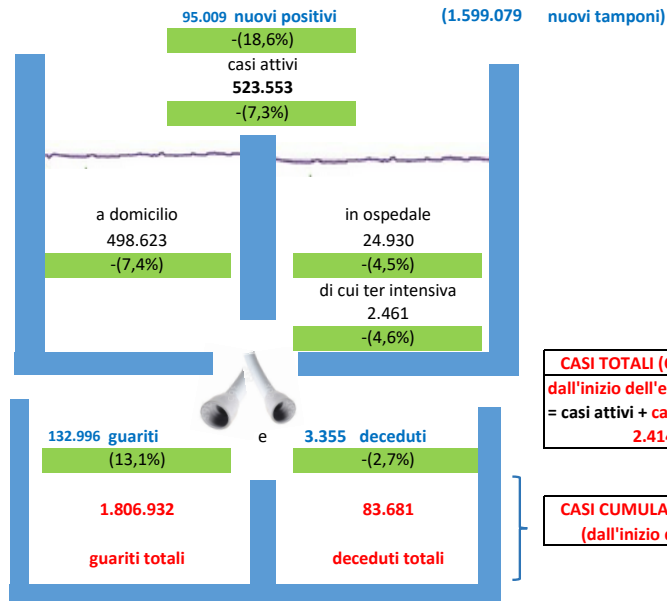 95.009 nuovi positivi (1.599.079 nuovi tamponi)
-(18,6%)
casi attivi
523.553
-(7,3%)
a domicilio
498.623
-(7,4%)
in ospedale
24.930
-(4,5%)
di cui ter intensiva
2.461
-(4,6%)
CASI TOTALI (
dall'inizio dell'e
= casi attivi + ca
2.414
132.996 guariti e 3.355 deceduti
(13,1%) -(2,7%)
1.806.932 83.681
guariti totali deceduti totali
CASI CUMULA
(dall'inizio